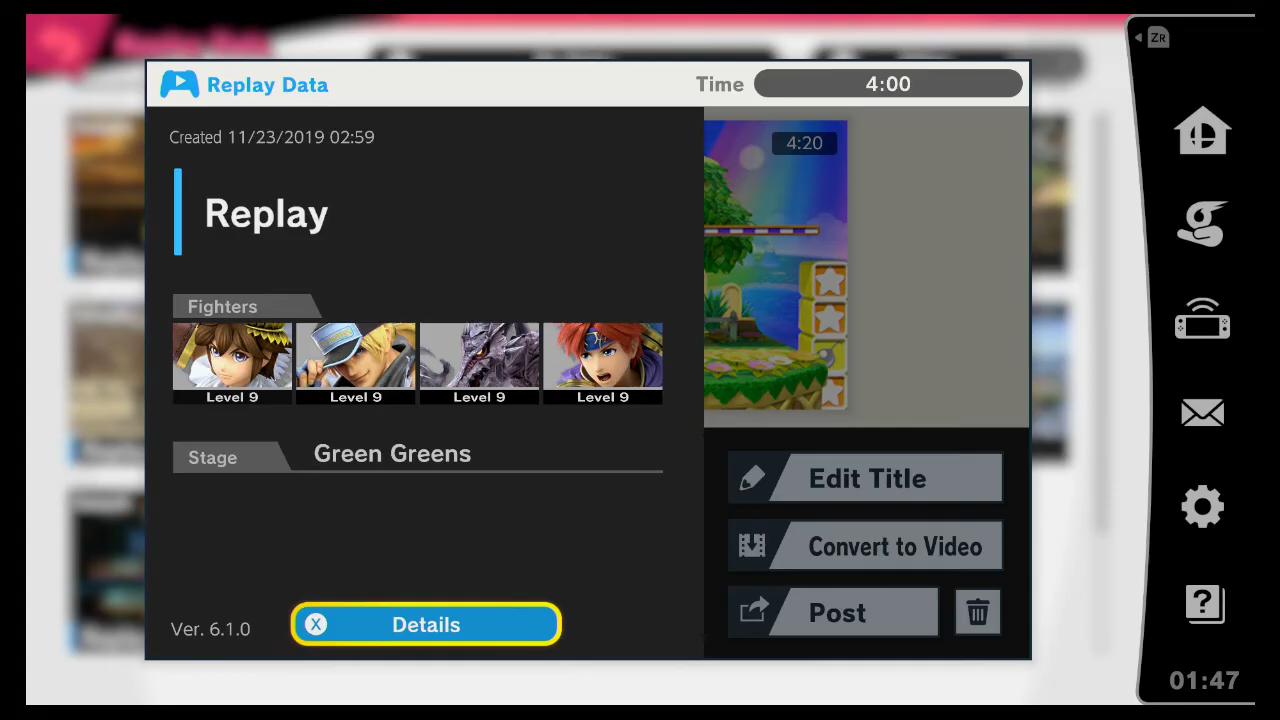 ZR
Replay Data
Time 4:00
Created 11/23/2019 02:59
4:20
Replay
Fighters
Level 9 Level 9 Level 9 Level 9
Stage Green Greens
Edit Title
Convert to Video
Post
Ver. 6.1.0
X Details
?
01:47